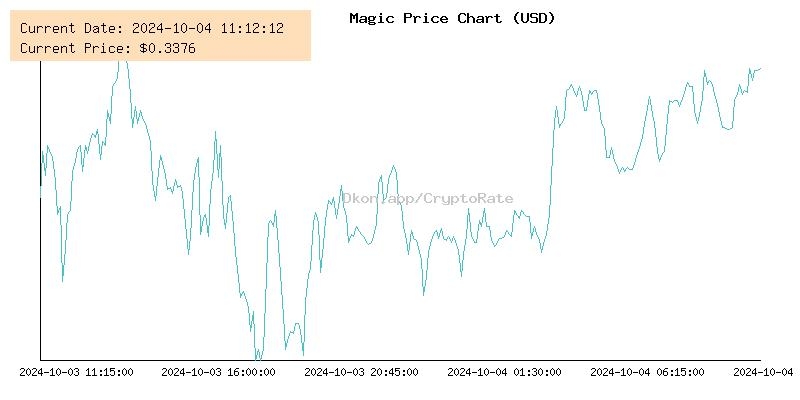 Magic Price Chart (USD)
Current Date: 2024-10-04 11:12:12
Current Price: $0.3376
Okon.app/CryptoRate
2024-10-03 11:15:00
2024-10-03 16:00:00
2024-10-03 20:45:00
2024-10-04 01:30:00
2024-10-04 06:15:00
2024-10-04